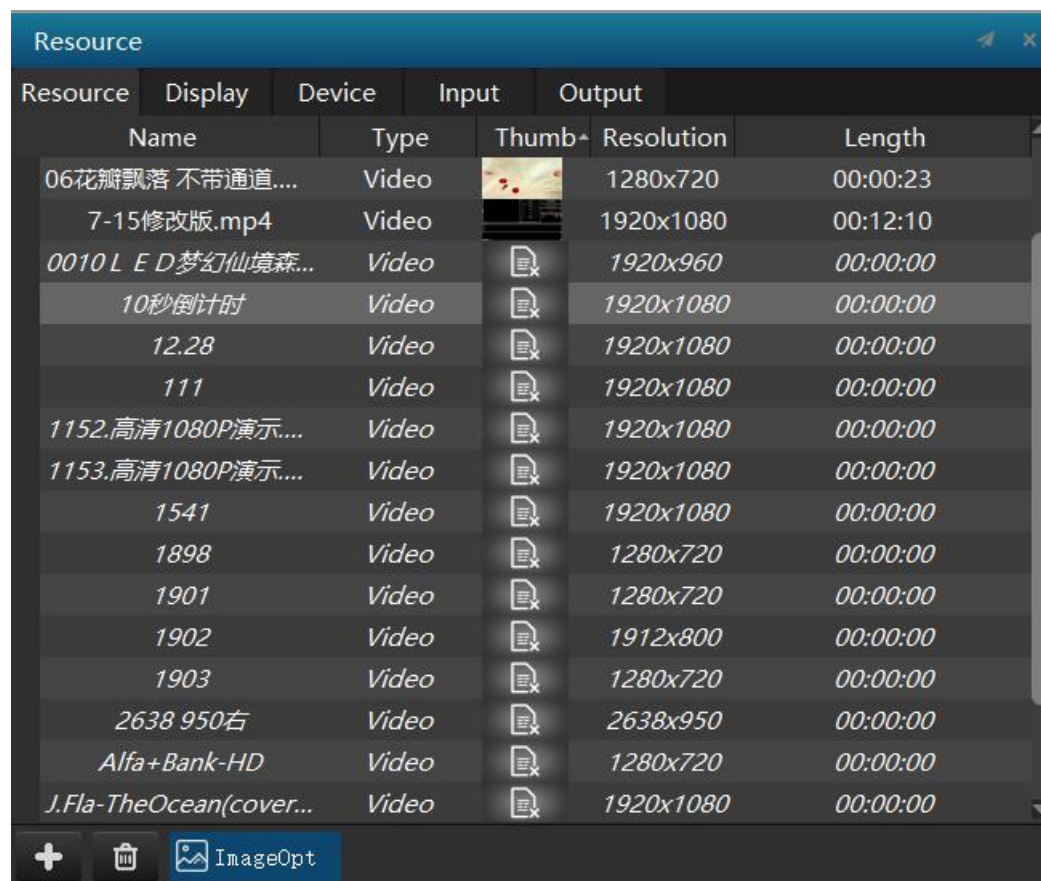 Resource
Resource Display Device Input Output
Name Type Thumb Resolution Length
06花瓣飘落 不带通道.... Video 1280x720 00:00:23
7-15修改版.mp4 Video 1920x1080 00:12:10
0010 L E D梦幻仙境森... Video 1920x960 00:00:00
10秒倒计时 Video 1920x1080 00:00:00
12.28 Video 1920x1080 00:00:00
111 Video 1920x1080 00:00:00
1152.高清1080P演示.... Video 1920x1080 00:00:00
1153.高清1080P演示.... Video 1920x1080 00:00:00
1541 Video 1920x1080 00:00:00
1898 Video 1280x720 00:00:00
1901 Video 1280x720 00:00:00
1902 Video 1912x800 00:00:00
1903 Video 1280x720 00:00:00
2638 950右 Video 2638x950 00:00:00
Alfa+Bank-HD Video 1280x720 00:00:00
J.Fla-TheOcean(cover... Video 1920x1080 00:00:00
ImageOpt